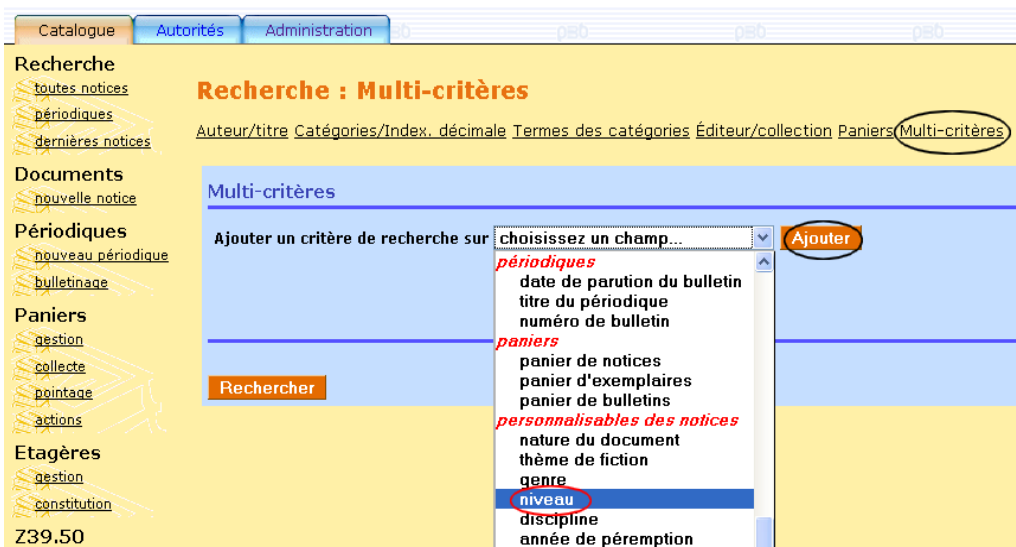 Catalogue Autorités Administration
Recherche
toutes notices
périodiques
dernières notices
Documents
nouvelle notice
Périodiques
nouveau périodique
bulletinage
Paniers
gestion
collecte
pointage
actions
Etagères
gestion
constitution
Z39.50
Recherche : Multi-critères
Auteur/titre Catégories/Index. décimale Termes des catégories Éditeur/collection Paniers Multi-critères
Multi-critères
Ajouter un critère de recherche sur choisissez un champ... Ajouter
périodiques
date de parution du bulletin
titre du périodique
numéro de bulletin
paniers
panier de notices
panier d'exemplaires
panier de bulletins
personnalisables des notices
nature du document
thème de fiction
genre
niveau
discipline
année de péremption
Rechercher